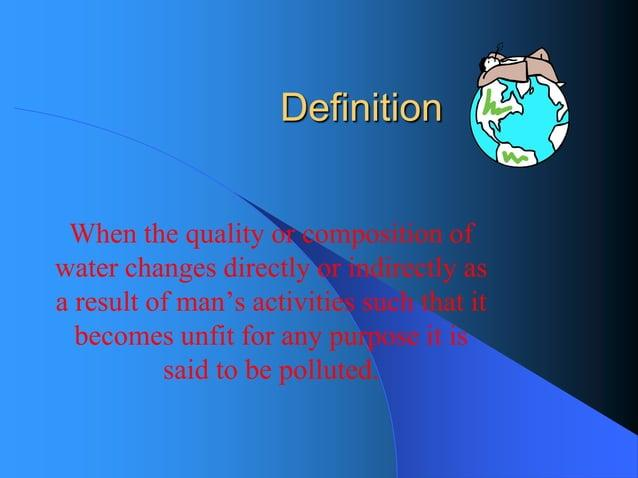 Definition
When the quality or composition of
water changes directly or indirectly as
a result of man’s activities such that it
becomes unfit for any purpose it is
said to be polluted.